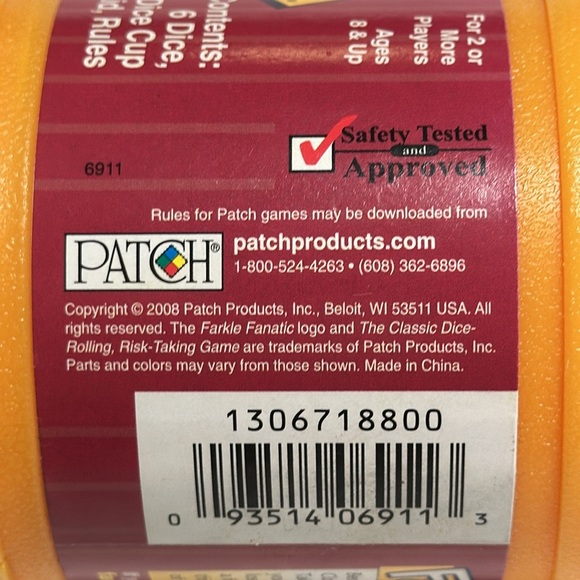 For 2 or
More
Players
Ages
8 & Up
Contents:
6 Dice,
Dice Cup
Rules
Safety Tested
and
Approved
6911
Rules for Patch games may be downloaded from
PATCH®
patchproducts.com
1-800-524-4263 • (608) 362-6896
Copyright © 2008 Patch Products, Inc., Beloit, WI 53511 USA. All
rights reserved. The Farkle Fanatic logo and The Classic Dice-
Rolling, Risk-Taking Game are trademarks of Patch Products, Inc.
Parts and colors may vary from those shown. Made in China.
1306718800
0 93514 06911 3